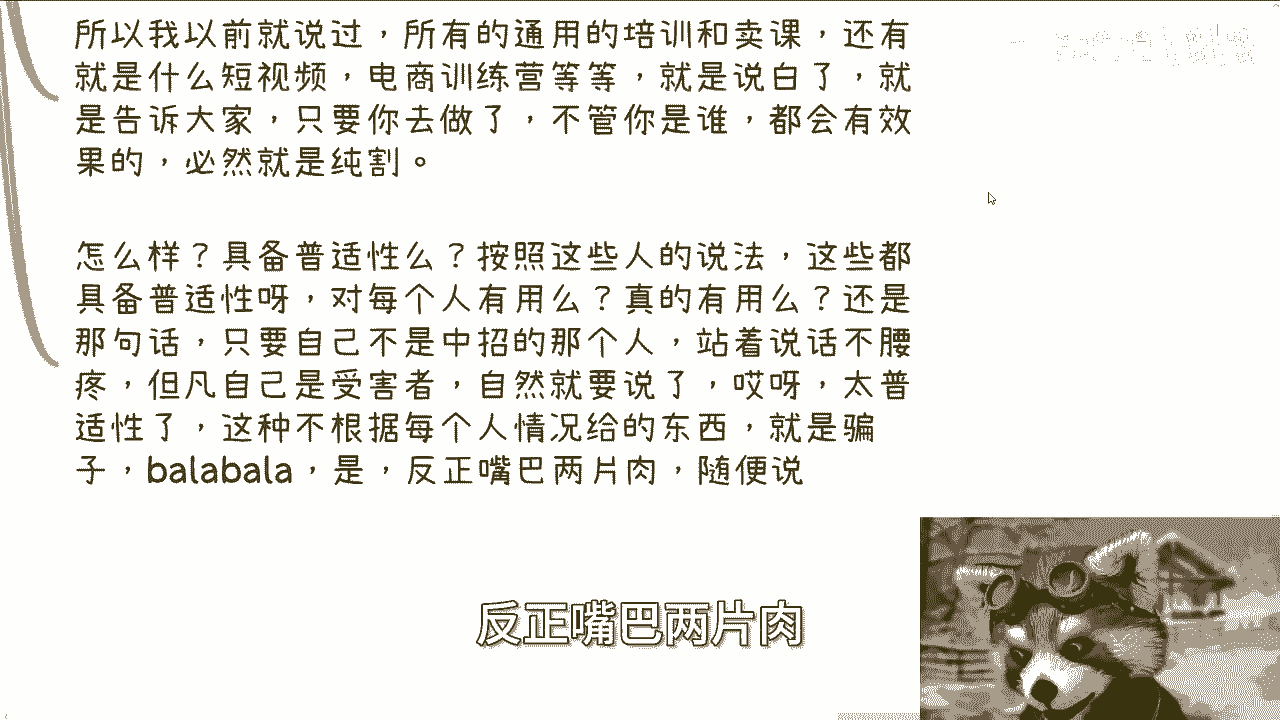 所以我以前就说过，所有的通用的培训和卖课，还有
就是什么短视频，电商训练营等等，就是说白了，就
是告诉大家，只要你去做了，不管你是谁，都会有效
果的，必然就是纯割。
怎么样？具备普适性么？按照这些人的说法，这些都
具备普适性呀，对每个人有用么？真的有用么？还是
那句话，只要自己不是中招的那个人，站着说话不腰
疼，但凡自己是受害者，自然就要说了，哎呀，太普
适性了，这种不根据每个人情况给的东西，就是骗
子，balabala，是，反正嘴巴两片肉，随便说
反正嘴巴两片肉